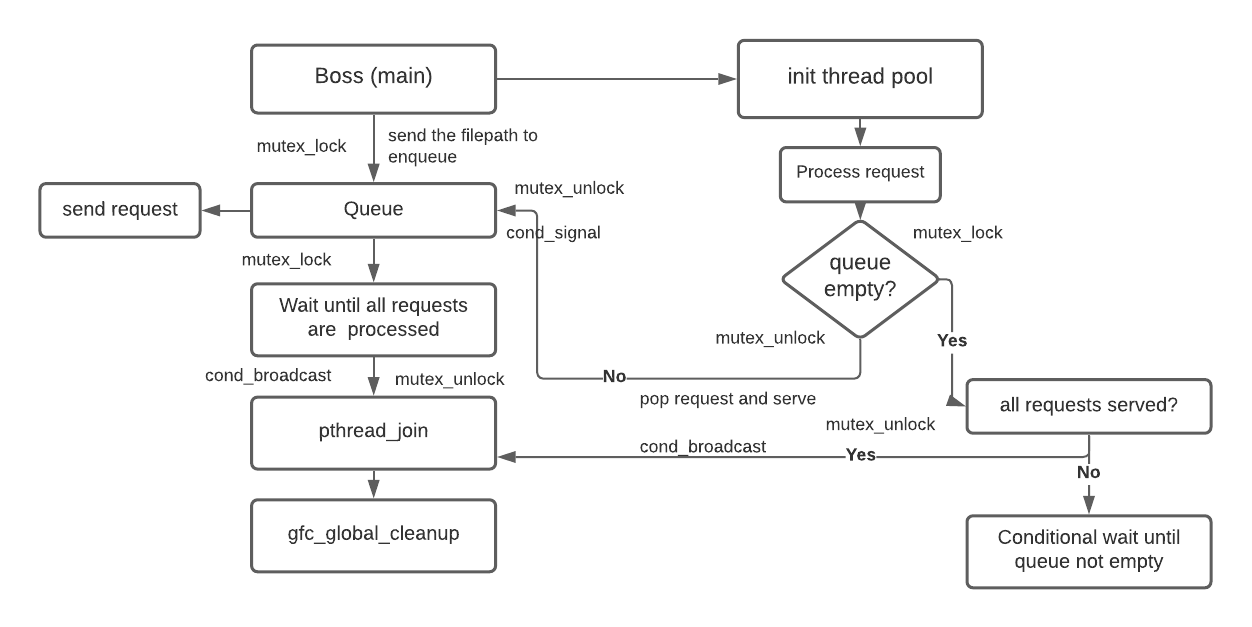 Boss (main)
init thread pool
mutex_lock
send the filepath to
enqueue
Process request
mutex_unlock
send request
Queue
cond_signal
mutex_lock
mutex_lock
queue
empty?
Wait until all requests
are processed
mutex_unlock
Yes
cond_broadcast
mutex_unlock
No
pop request and serve
all requests served?
mutex_unlock
pthread_join
cond_broadcast
Yes
No
gfc_global_cleanup
Conditional wait until
queue not empty